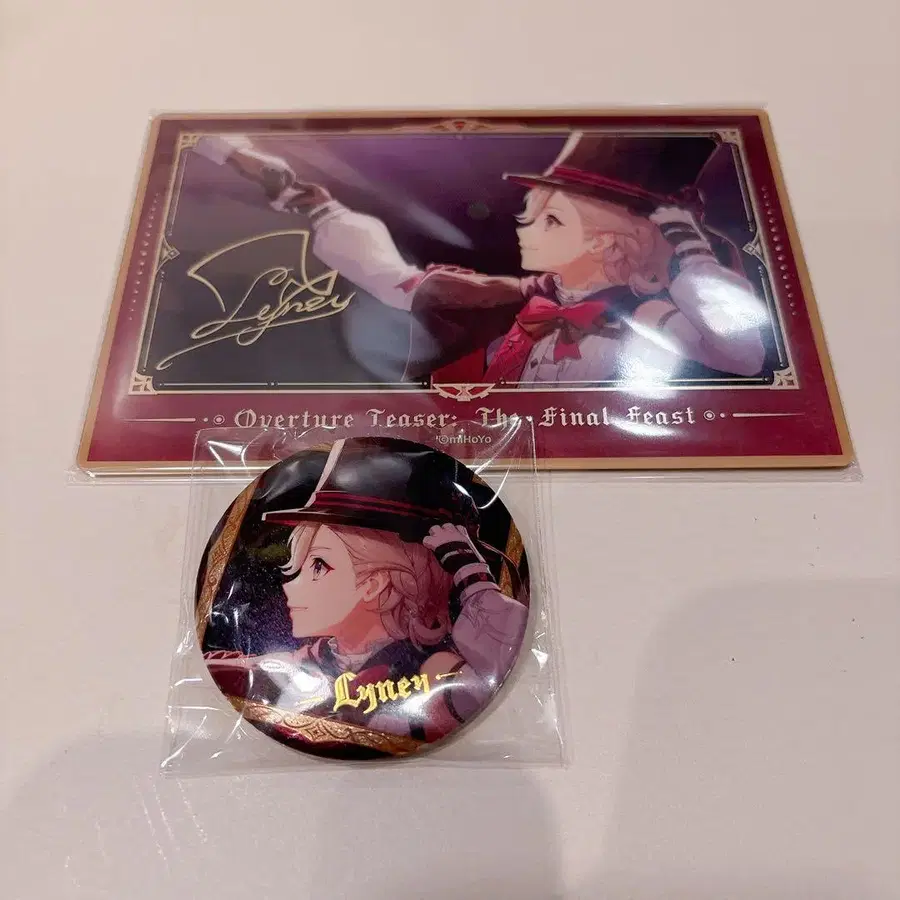 Lyney
Overture Teaser: The Final Feast
©miHoYo
Lyney